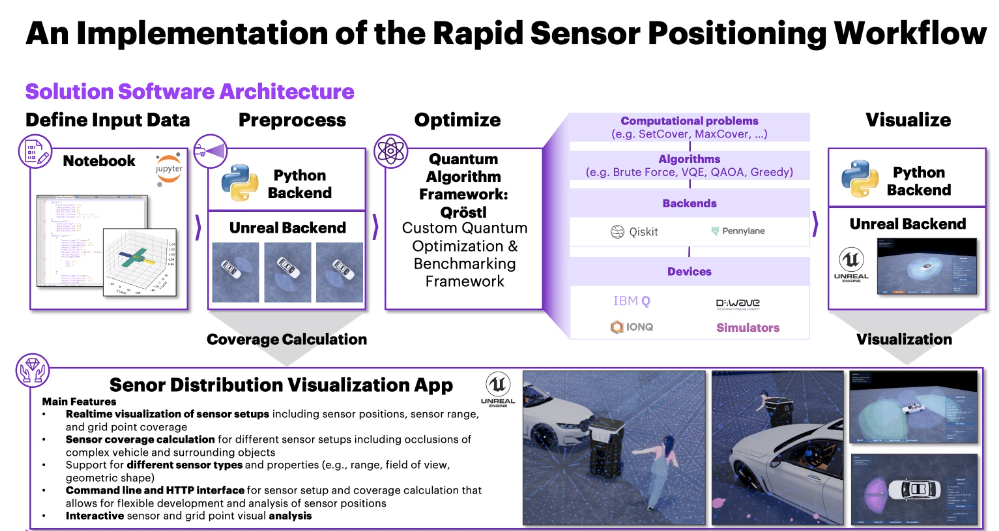 An Implementation of the Rapid Sensor Positioning Workflow
Solution Software Architecture
Define Input Data
Notebook
jupyter
Preprocess
Python
Backend
Unreal Backend
Coverage Calculation
Optimize
Quantum
Algorithm
Framework:
Qröstl
Custom Quantum
Optimization &
Benchmarking
Framework
Computational problems
(e.g. SetCover, MaxCover, ...)
Algorithms
(e.g. Brute Force, VQE, QAOA, Greedy)
Backends
Qiskit
Pennylane
Devices
IBM Q
D:wave
IONQ
Simulators
Visualize
Python
Backend
Unreal Backend
UNREAL
ENGINE
Visualization
Senor Distribution Visualization App
UNREAL
ENGINE
Main Features
• Realtime visualization of sensor setups including sensor positions, sensor range,
and grid point coverage
• Sensor coverage calculation for different sensor setups including occlusions of
complex vehicle and surrounding objects
• Support for different sensor types and properties (e.g., range, field of view,
geometric shape)
• Command line and HTTP interface for sensor setup and coverage calculation that
allows for flexible development and analysis of sensor positions
• Interactive sensor and grid point visual analysis